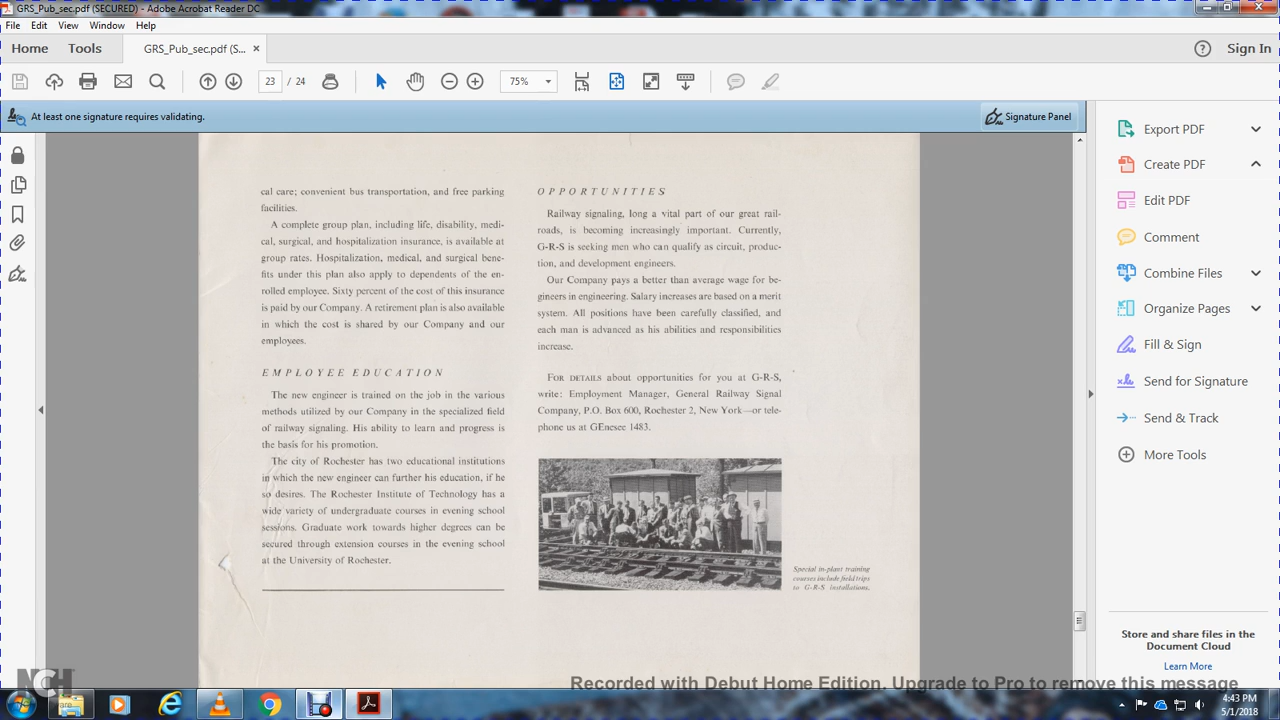 GRS_Pub_sec.pdf (SECURED) - Adobe Acrobat Reader DC
File Edit View Window Help
Home Tools GRS_Pub_sec.pdf (S... × Sign In
23 / 24 75%
At least one signature requires validating. Signature Panel
cal care; convenient bus transportation, and free parking
facilities.
A complete group plan, including life, disability, medi-
cal, surgical, and hospitalization insurance, is available at
group rates. Hospitalization, medical, and surgical bene-
fits under this plan also apply to dependents of the en-
rolled employee. Sixty percent of the cost of this insurance
is paid by our Company. A retirement plan is also available
in which the cost is shared by our Company and our
employees.
EMPLOYEE EDUCATION
The new engineer is trained on the job in the various
methods utilized by our Company in the specialized field
of railway signaling. His ability to learn and progress is
the basis for his promotion.
The city of Rochester has two educational institutions
in which the new engineer can further his education, if he
so desires. The Rochester Institute of Technology has a
wide variety of undergraduate courses in evening school
sessions. Graduate work towards higher degrees can be
secured through extension courses in the evening school
at the University of Rochester.
OPPORTUNITIES
Railway signaling, long a vital part of our great rail-
roads, is becoming increasingly important. Currently,
G-R-S is seeking men who can qualify as circuit, produc-
tion, and development engineers.
Our Company pays a better than average wage for be-
gineers in engineering. Salary increases are based on a merit
system. All positions have been carefully classified, and
each man is advanced as his abilities and responsibilities
increase.
FOR DETAILS about opportunities for you at G-R-S,
write: Employment Manager, General Railway Signal
Company, P.O. Box 600, Rochester 2, New York—or tele-
phone us at GEnesee 1483.
Special in-plant training
courses include field trips
to G-R-S installations.
Export PDF
Create PDF
Edit PDF
Comment
Combine Files
Organize Pages
Fill & Sign
Send for Signature
Send & Track
More Tools
Store and share files in the
Document Cloud
Learn More
NCH
Recorded with Debut Home Edition. Upgrade to Pro to remove this message
4:43 PM
5/1/2018